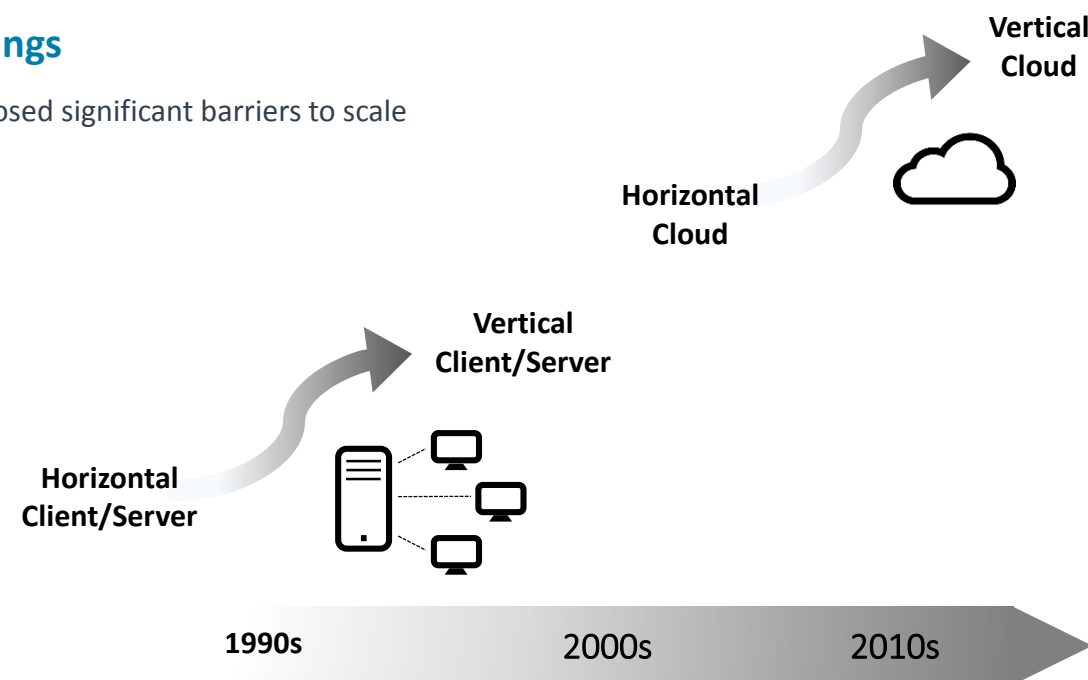 ngs
osed significant barriers to scale
Vertical
Cloud
Horizontal
Cloud
Vertical
Client/Server
Horizontal
Client/Server
1990s
2000s
2010s